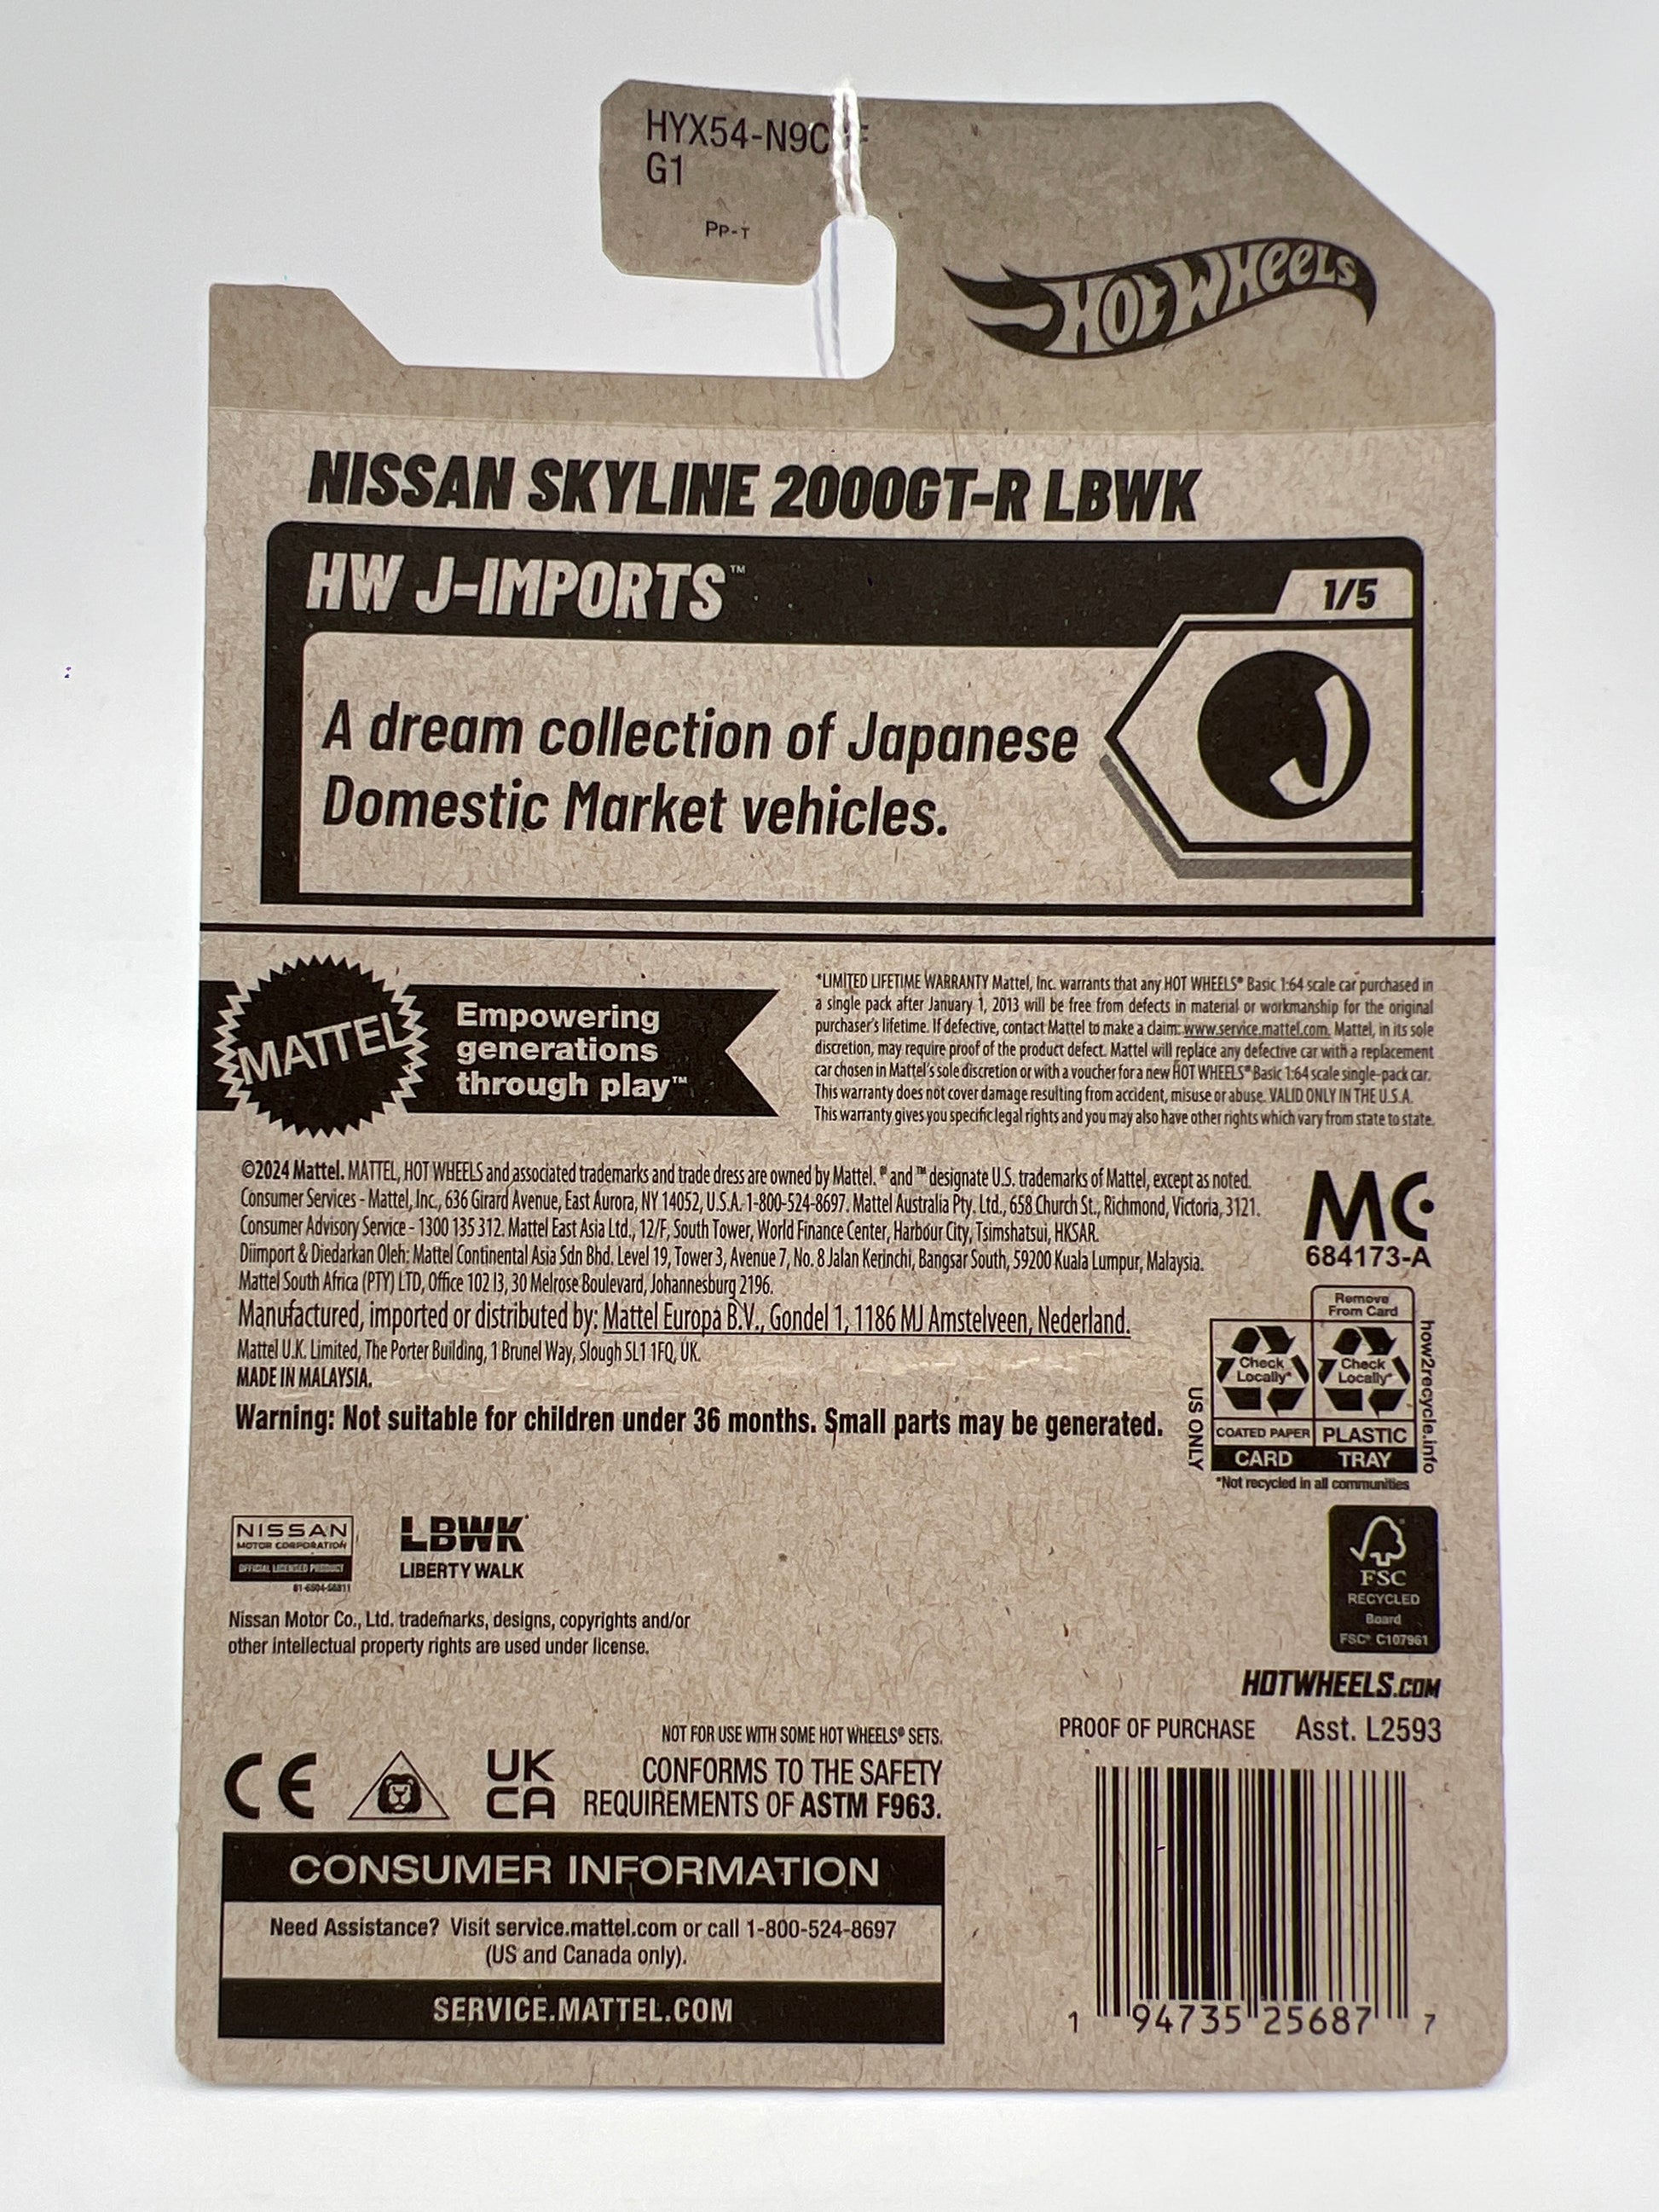 HYX54-N9C
G1
PP-T
HOT WHEELS
NISSAN SKYLINE 2000GT-R LBWK
HW J-IMPORTS™
1/5
J
A dream collection of Japanese
Domestic Market vehicles.
MATTEL
Empowering
generations
through play™
*LIMITED LIFETIME WARRANTY Mattel, Inc. warrants that any HOT WHEELS® Basic 1:64 scale car purchased in
a single pack after January 1, 2013 will be free from defects in material or workmanship for the original
purchaser's lifetime. If defective, contact Mattel to make a claim: www.service.mattel.com. Mattel, in its sole
discretion, may require proof of the product defect. Mattel will replace any defective car with a replacement
car chosen in Mattel's sole discretion or with a voucher for a new HOT WHEELS® Basic 1:64 scale single-pack car.
This warranty does not cover damage resulting from accident, misuse or abuse. VALID ONLY IN THE U.S.A.
This warranty gives you specific legal rights and you may also have other rights which vary from state to state.
©2024 Mattel. MATTEL, HOT WHEELS and associated trademarks and trade dress are owned by Mattel. ® and ™ designate U.S. trademarks of Mattel, except as noted.
Consumer Services - Mattel, Inc., 636 Girard Avenue, East Aurora, NY 14052, U.S.A. 1-800-524-8697. Mattel Australia Pty. Ltd., 658 Church St., Richmond, Victoria, 3121.
Consumer Advisory Service - 1300 135 312. Mattel East Asia Ltd., 12/F, South Tower, World Finance Center, Harbour City, Tsimshatsui, HKSAR.
Diimport & Diedarkan Oleh: Mattel Continental Asia Sdn Bhd. Level 19, Tower 3, Avenue 7, No. 8 Jalan Kerinchi, Bangsar South, 59200 Kuala Lumpur, Malaysia.
Mattel South Africa (PTY) LTD, Office 102 I3, 30 Melrose Boulevard, Johannesburg 2196.
Manufactured, imported or distributed by: Mattel Europa B.V., Gondel 1, 1186 MJ Amstelveen, Nederland.
Mattel U.K. Limited, The Porter Building, 1 Brunel Way, Slough SL1 1FQ, UK.
MADE IN MALAYSIA.
Warning: Not suitable for children under 36 months. Small parts may be generated.
MC
684173-A
Remove
From Card
Check
Locally*
Check
Locally*
COATED PAPER
PLASTIC
CARD
TRAY
US ONLY
how2recycle.info
*Not recycled in all communities
NISSAN
MOTOR CORPORATION
OFFICIAL LICENSED PRODUCT
LBWK
LIBERTY WALK
Nissan Motor Co., Ltd. trademarks, designs, copyrights and/or
other intellectual property rights are used under license.
FSC
RECYCLED
Board
FSC® C107961
HOTWHEELS.COM
PROOF OF PURCHASE
Asst. L2593
NOT FOR USE WITH SOME HOT WHEELS® SETS.
CE
UK
CA
CONFORMS TO THE SAFETY
REQUIREMENTS OF ASTM F963.
CONSUMER INFORMATION
Need Assistance? Visit service.mattel.com or call 1-800-524-8697
(US and Canada only).
SERVICE.MATTEL.COM
1 94735 25687 7